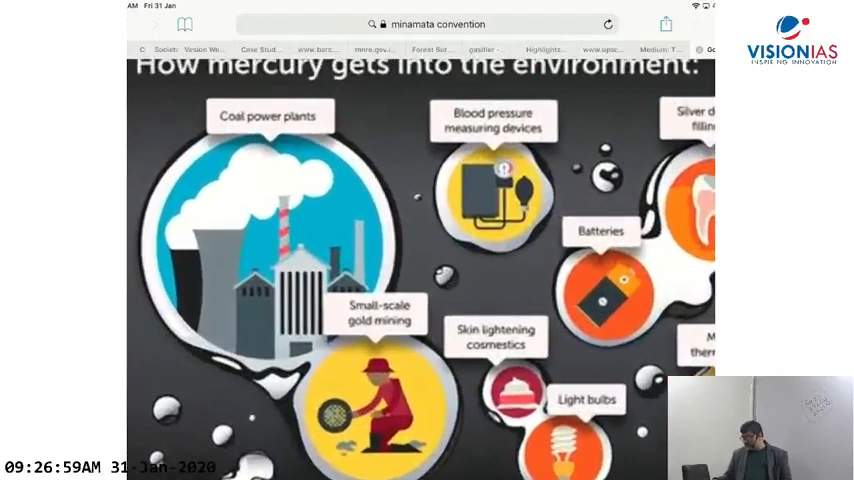 AM Fri 31 Jan
minamata convention
C Societi Vesion We... Case Stud... www.barc... mnre.gov.i... Forest Sur... gasifier -... Highlights... www.upsc... Medium: T... Go
VISIONIAS
INSPIRING INNOVATION
How mercury gets into the environment:
Coal power plants
Blood pressure
measuring devices
Silver d
fillin
Batteries
Small-scale
gold mining
Skin lightening
cosmestics
M
ther
Light bulbs
09:26:59AM 31-Jan-2020